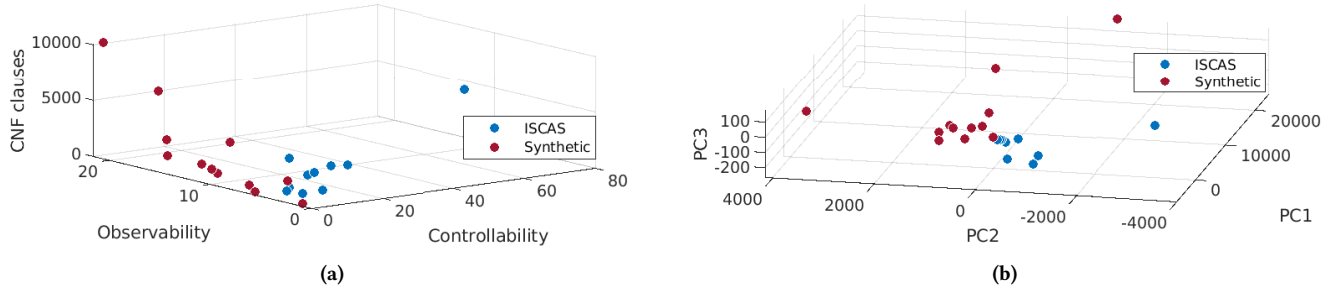 10000
5000
0
CNF clauses
20
10
0
Observability
0
20
40
60
80
Controllability
ISCAS
Synthetic
(a)
100
0
-100
-200
PC3
4000
2000
0
-2000
-4000
PC2
20000
10000
0
PC1
ISCAS
Synthetic
(b)